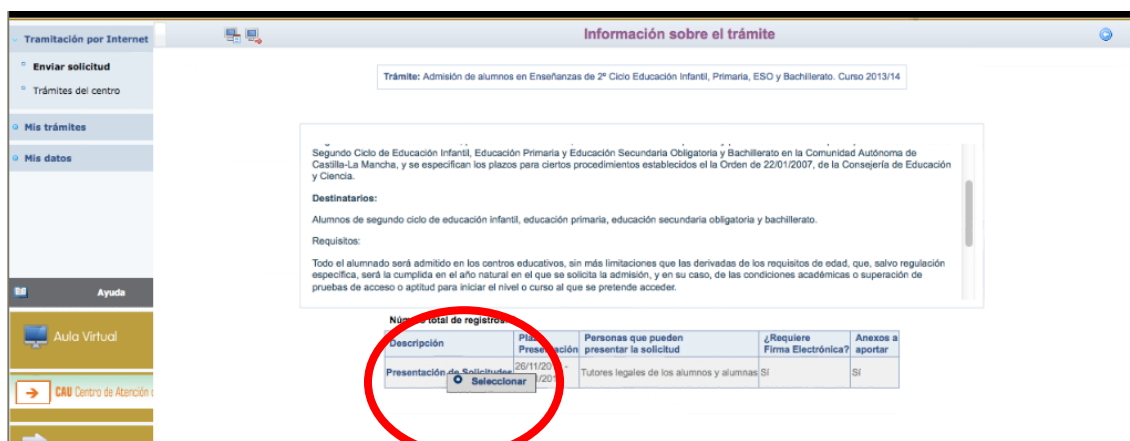 Tramitación por Internet
Enviar solicitud
Trámites del centro
Mis trámites
Mis datos
Ayuda
Aula Virtual
CAU Centro de Atención
Información sobre el trámite
Trámite: Admisión de alumnos en Enseñanzas de 2º Ciclo Educación Infantil, Primaria, ESO y Bachillerato. Curso 2013/14
Segundo Ciclo de Educación Infantil, Educación Primaria y Educación Secundaria Obligatoria y Bachillerato en la Comunidad Autónoma de
Castilla-La Mancha, y se especifican los plazos para ciertos procedimientos establecidos el la Orden de 22/01/2007, de la Consejería de Educación
y Ciencia.
Destinatarios:
Alumnos de segundo ciclo de educación infantil, educación primaria, educación secundaria obligatoria y bachillerato.
Requisitos:
Todo el alumnado será admitido en los centros educativos, sin más limitaciones que las derivadas de los requisitos de edad, que, salvo regulación
específica, será la cumplida en el año natural en el que se solicita la admisión, y en su caso, de las condiciones académicas o superación de
pruebas de acceso o aptitud para iniciar el nivel o curso al que se pretende acceder.
Número total de registros:
Descripción
Presentación
Personas que pueden
presentar la solicitud
¿Requiere
Firma Electrónica?
Anexos a
aportar
Presentación de Solicitudes
Tutores legales de los alumnos y alumnas
Sí
Sí
Seleccionar